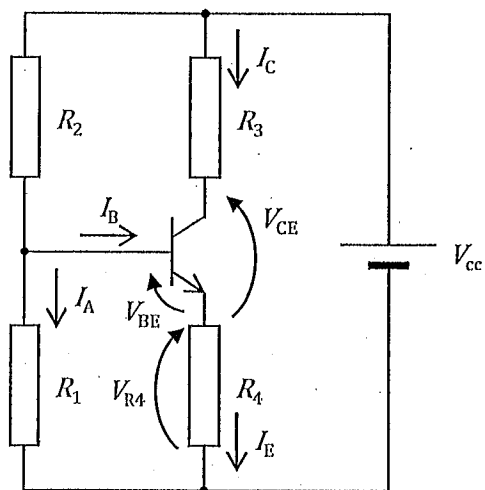 I_C
R_2
R_3
I_B
V_CE
V_cc
I_A
V_BE
R_1
V_R4
R_4
I_E